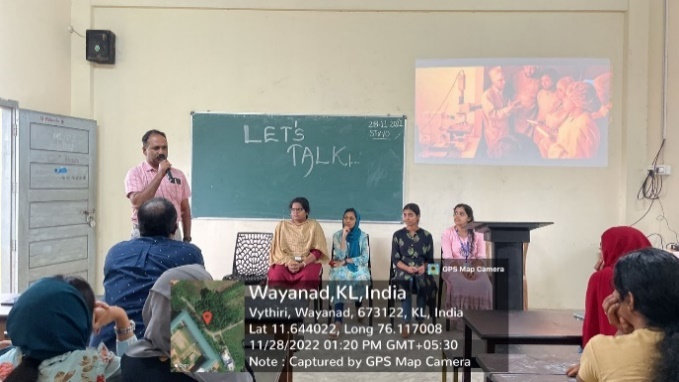 LET'S
TALK
28-11-2022
GPS Map Camera
Wayanad,KL,India
Vythiri, Wayanad, 673122, KL, India
Lat 11.644022, Long 76.117008
11/28/2022 01:20 PM GMT+05:30
Note : Captured by GPS Map Camera